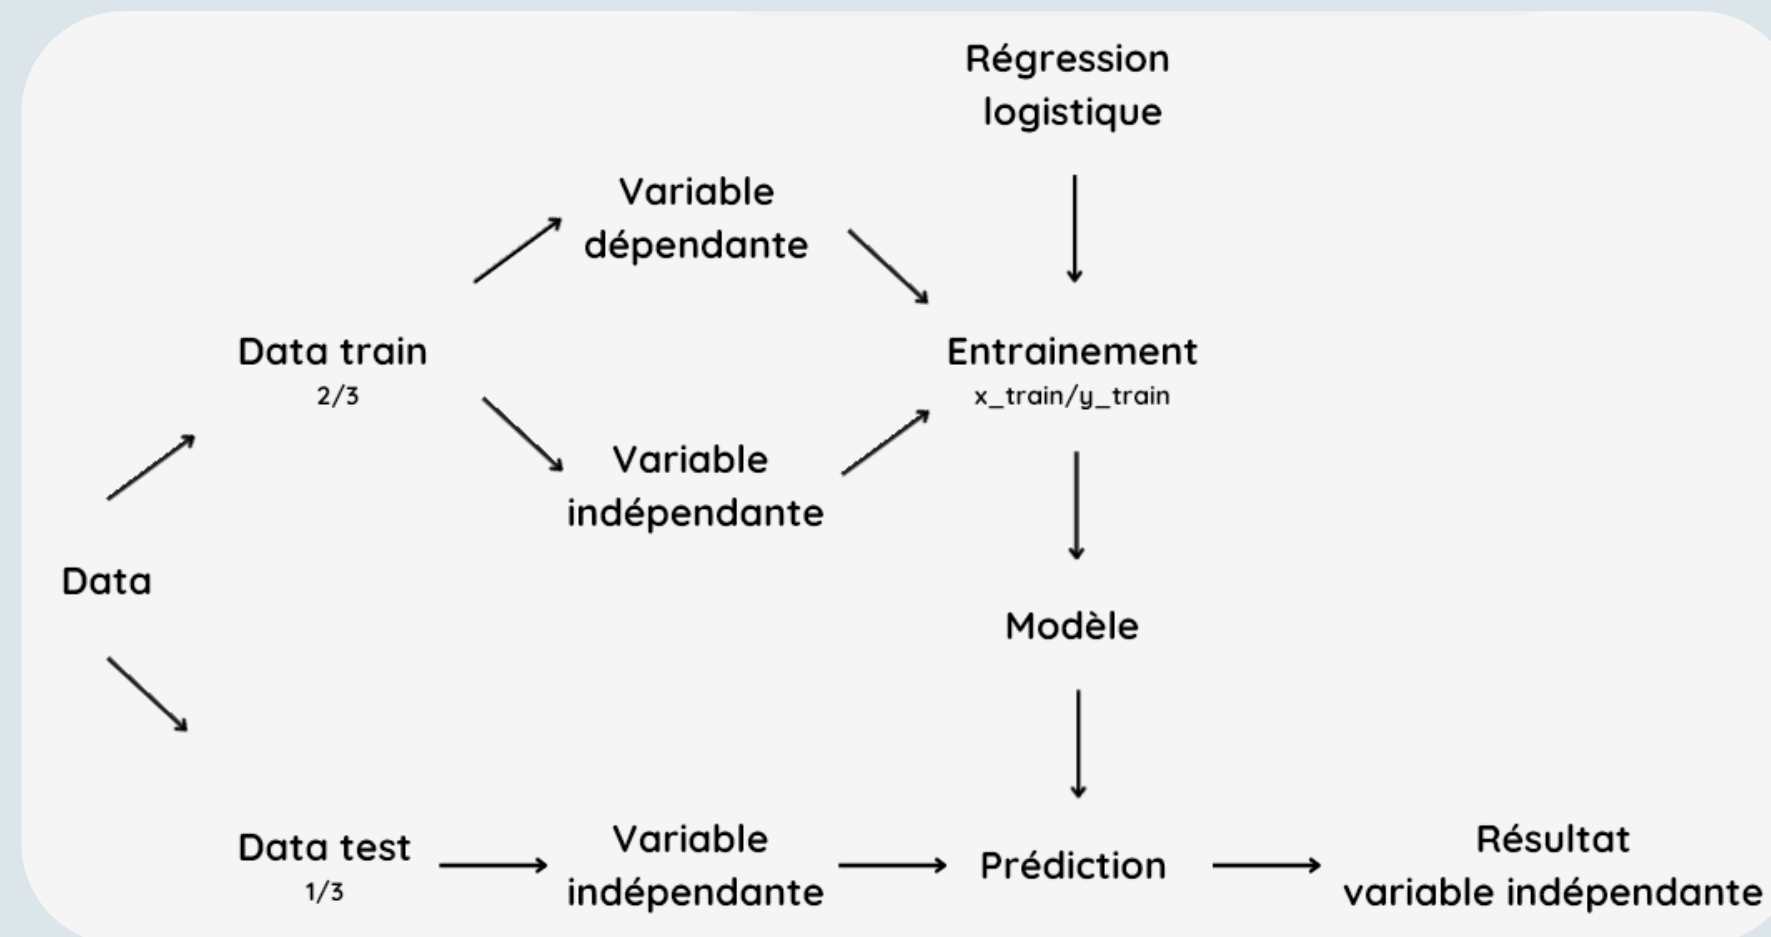 Régression
logistique
Variable
dépendante
Data train
2/3
Entrainement
x_train/y_train
Variable
indépendante
Data
Modèle
Data test
1/3
Variable
indépendante
Prédiction
Résultat
variable indépendante